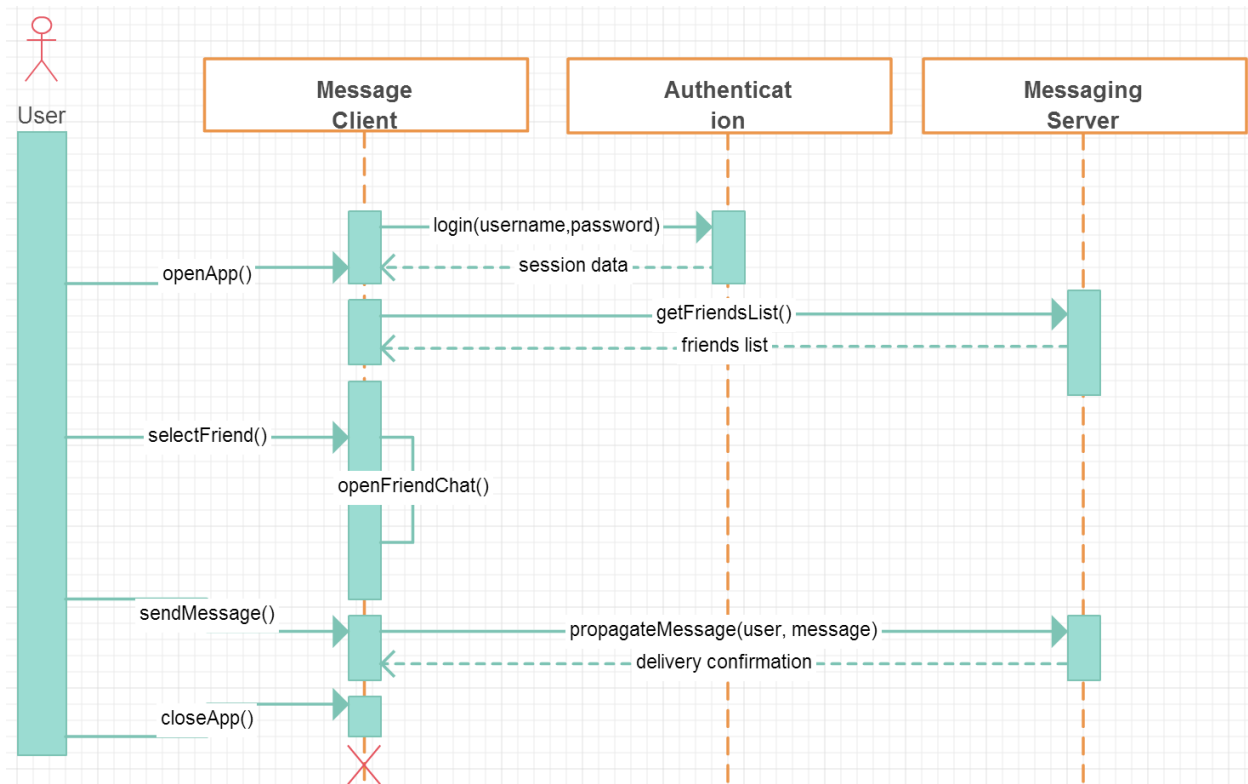 User
Message
Client
Authenticat
ion
Messaging
Server
login(username,password)
session data
openApp()
getFriendsList()
friends list
selectFriend()
openFriendChat()
sendMessage()
propagateMessage(user, message)
delivery confirmation
closeApp()